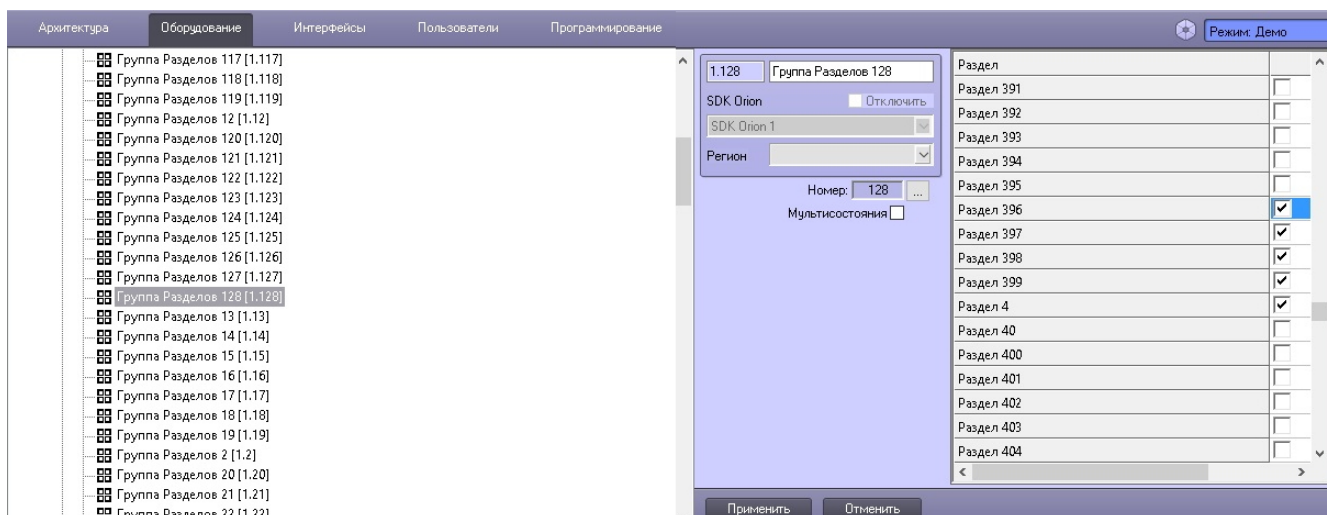 Архитектура Оборудование Интерфейсы Пользователи Программирование
Режим: Демо
Группа Разделов 117 [1.117]
Группа Разделов 118 [1.118]
Группа Разделов 119 [1.119]
Группа Разделов 12 [1.12]
Группа Разделов 120 [1.120]
Группа Разделов 121 [1.121]
Группа Разделов 122 [1.122]
Группа Разделов 123 [1.123]
Группа Разделов 124 [1.124]
Группа Разделов 125 [1.125]
Группа Разделов 126 [1.126]
Группа Разделов 127 [1.127]
Группа Разделов 128 [1.128]
Группа Разделов 13 [1.13]
Группа Разделов 14 [1.14]
Группа Разделов 15 [1.15]
Группа Разделов 16 [1.16]
Группа Разделов 17 [1.17]
Группа Разделов 18 [1.18]
Группа Разделов 19 [1.19]
Группа Разделов 2 [1.2]
Группа Разделов 20 [1.20]
Группа Разделов 21 [1.21]
Группа Разделов 22 [1.22]
1.128 Группа Разделов 128
SDK Orion Отключить
SDK Orion 1
Регион
Номер: 128 ...
Мультисостояния
Раздел
Раздел 391
Раздел 392
Раздел 393
Раздел 394
Раздел 395
Раздел 396
Раздел 397
Раздел 398
Раздел 399
Раздел 4
Раздел 40
Раздел 400
Раздел 401
Раздел 402
Раздел 403
Раздел 404
Применить Отменить